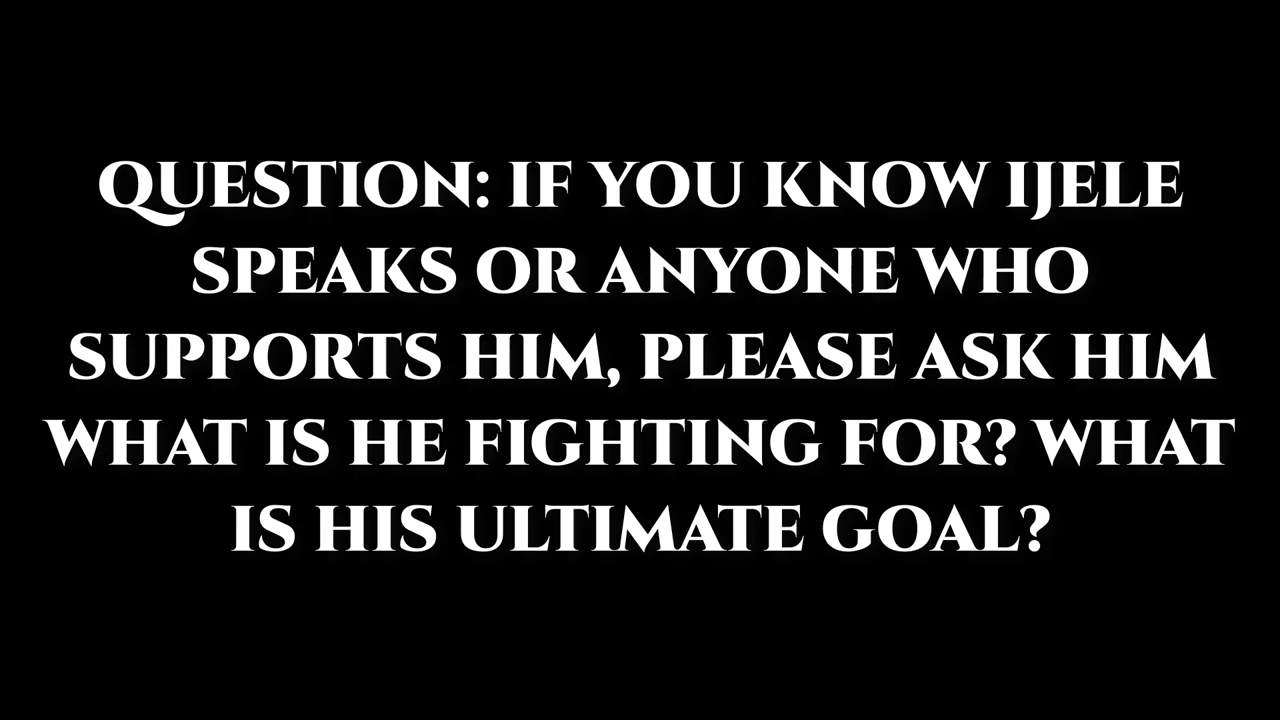 QUESTION: IF YOU KNOW IJELE
SPEAKS OR ANYONE WHO
SUPPORTS HIM, PLEASE ASK HIM
WHAT IS HE FIGHTING FOR? WHAT
IS HIS ULTIMATE GOAL?